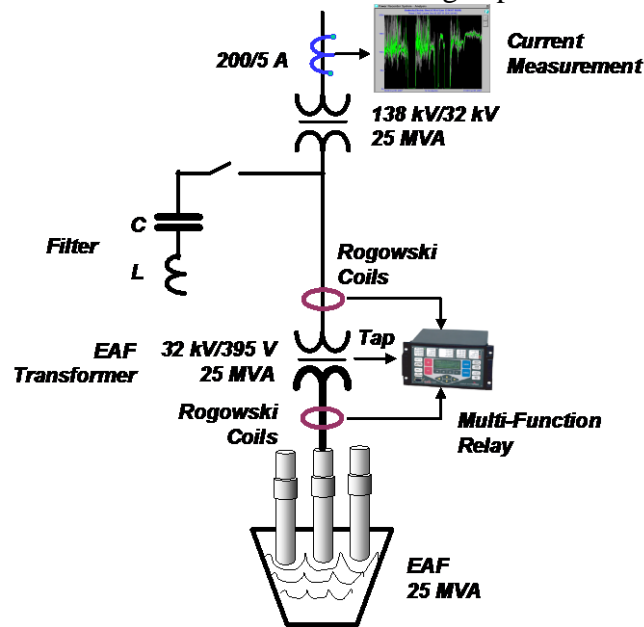 200/5 A
Current
Measurement
138 kV/32 kV
25 MVA
C
Filter
L
Rogowski
Coils
EAF
Transformer
32 kV/395 V
25 MVA
Tap
Rogowski
Coils
Multi-Function
Relay
EAF
25 MVA